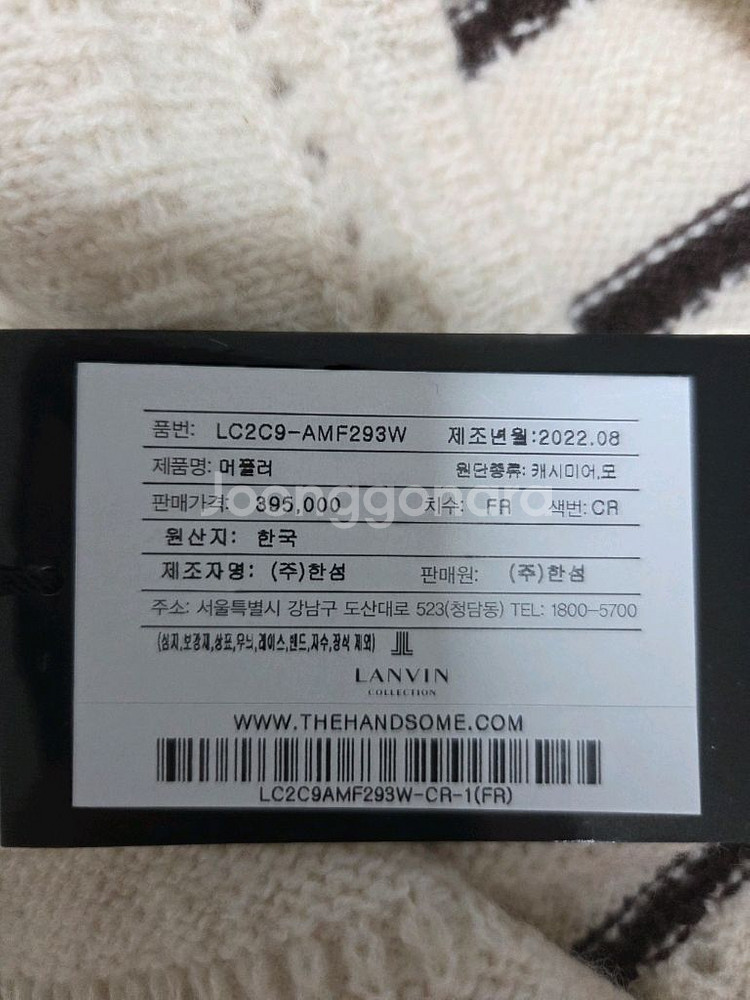 품번: LC2C9-AMF293W 제조년월:2022.08
제품명: 머플러 원단종류: 캐시미어,모
판매가격: 395,000 치수: FR 색번: CR
Joonggonara
원산지: 한국
제조자명: (주)한섬 판매원: (주)한섬
주소: 서울특별시 강남구 도산대로 523(청담동) TEL: 1800-5700
(심지,보강재,상표,무늬,레이스,밴드,자수,장식 제외)
LANVIN
COLLECTION
WWW.THEHANDSOME.COM
LC2C9AMF293W-CR-1(FR)